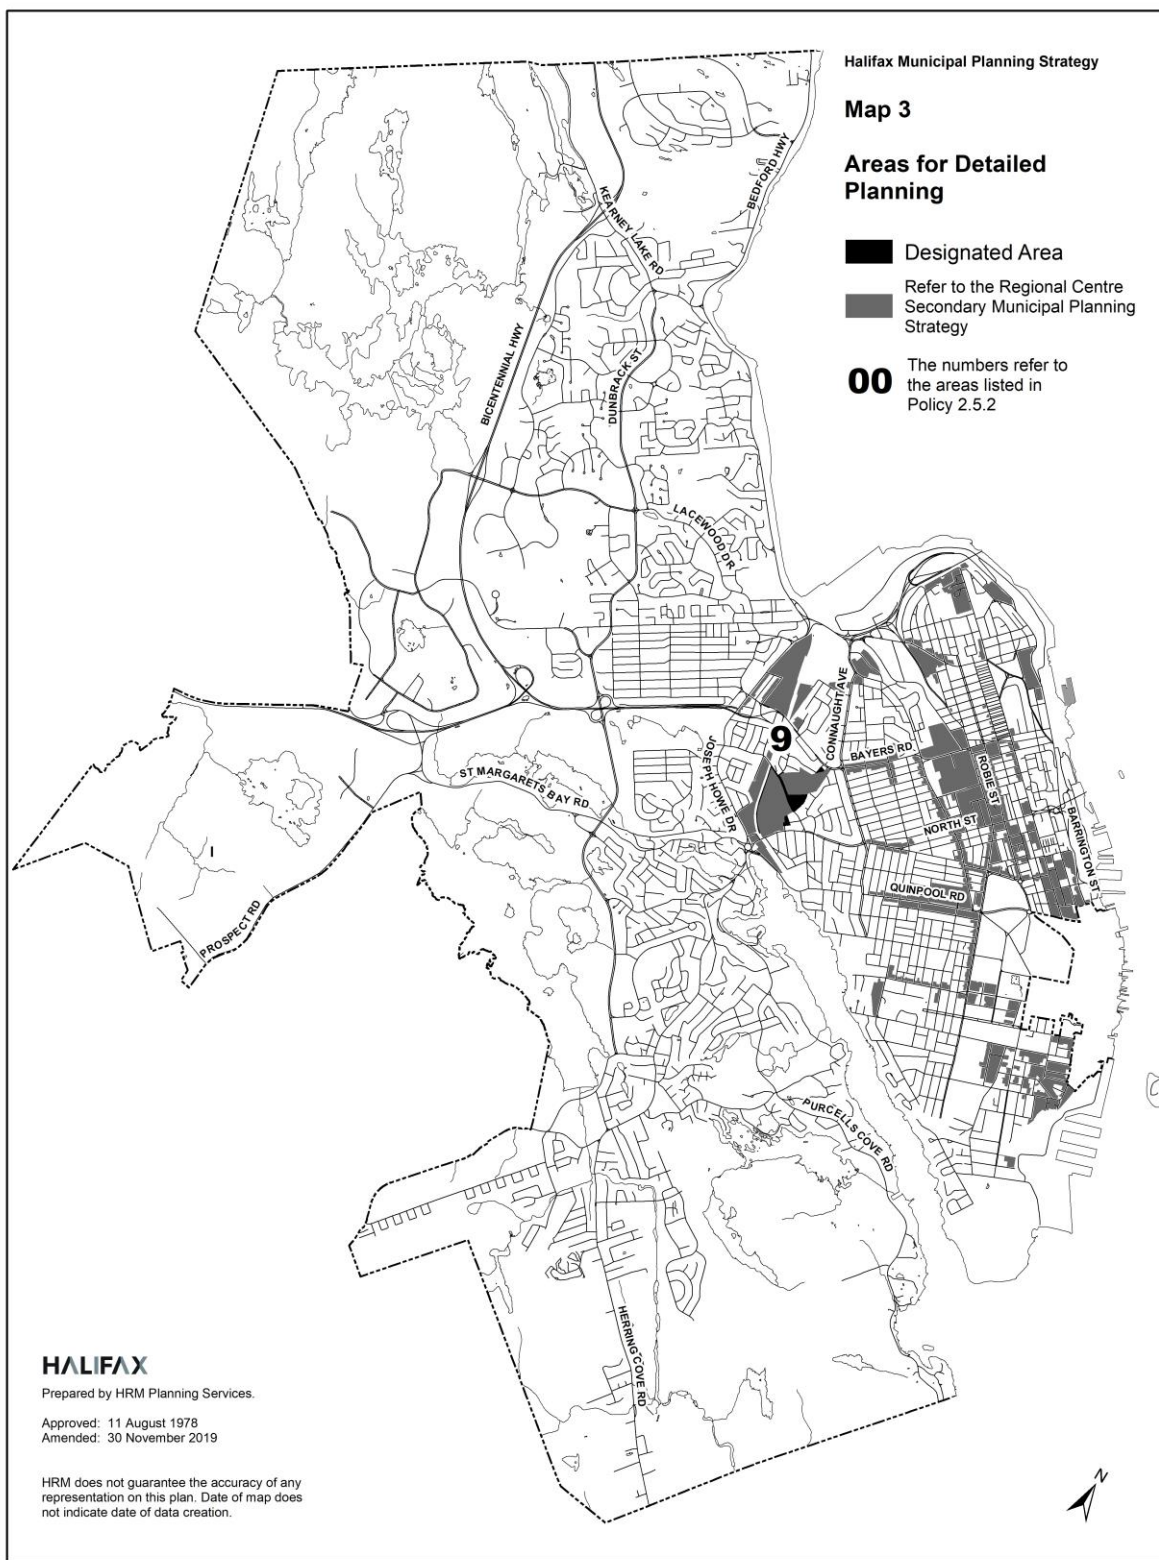 Halifax Municipal Planning Strategy
Map 3
Areas for Detailed
Planning
Designated Area
Refer to the Regional Centre
Secondary Municipal Planning
Strategy
00
The numbers refer to
the areas listed in
Policy 2.5.2
BEDFORD HWY
KEARNEY LAKE RD
BICENTENNIAL HWY
DUNBRACK ST
LACEWOOD DR
CONNAUGHT AVE
9
BAYERS RD
JOSEPH HOWE DR
ROBIE ST
ST MARGARETS BAY RD
BARRINGTON ST
NORTH ST
QUINPOOL RD
PROSPECT RD
PURCELLS COVE RD
HERRING COVE RD
HALIFAX
Prepared by HRM Planning Services.
Approved: 11 August 1978
Amended: 30 November 2019
HRM does not guarantee the accuracy of any
representation on this plan. Date of map does
not indicate date of data creation.
N